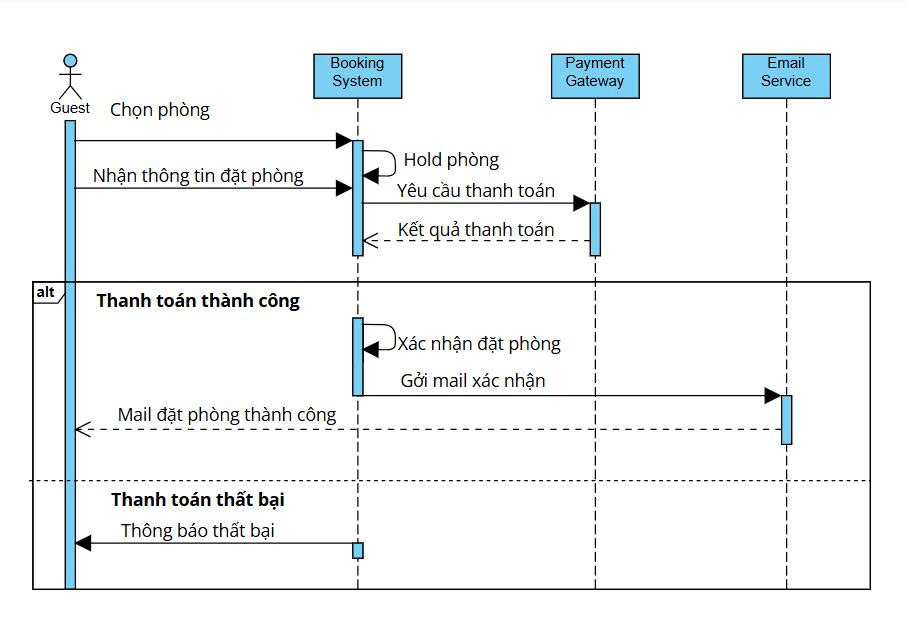 Booking
System
Payment
Gateway
Email
Service
Guest
Chọn phòng
Hold phòng
Nhận thông tin đặt phòng
Yêu cầu thanh toán
Kết quả thanh toán
alt
Thanh toán thành công
Xác nhận đặt phòng
Gởi mail xác nhận
Mail đặt phòng thành công
Thanh toán thất bại
Thông báo thất bại